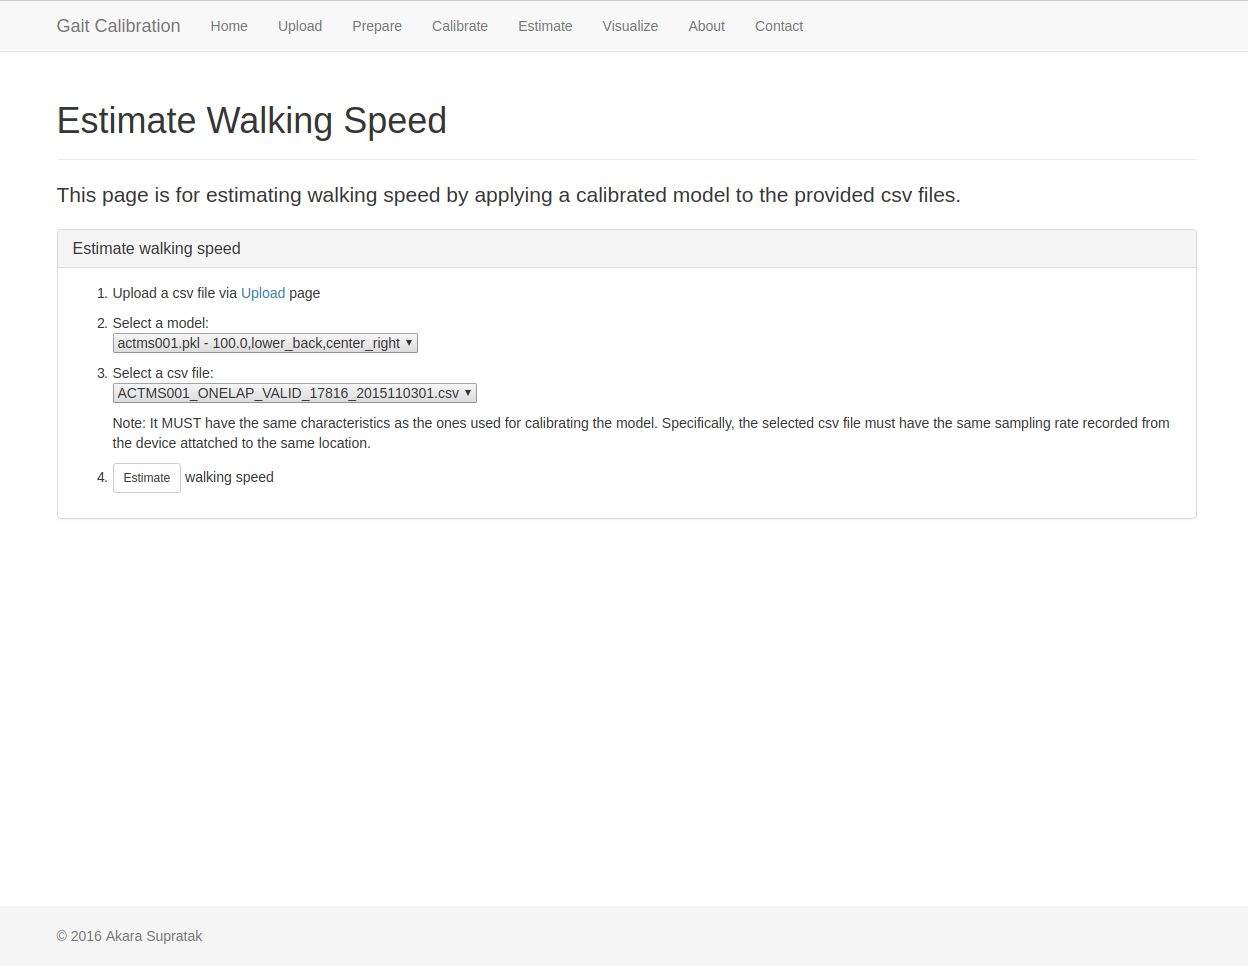 Gait Calibration Home Upload Prepare Calibrate Estimate Visualize About Contact
Estimate Walking Speed
This page is for estimating walking speed by applying a calibrated model to the provided csv files.
Estimate walking speed
1. Upload a csv file via Upload page
2. Select a model:
actms001.pkl - 100.0,lower_back,center_right
3. Select a csv file:
ACTMS001_ONELAP_VALID_17816_2015110301.csv
Note: It MUST have the same characteristics as the ones used for calibrating the model. Specifically, the selected csv file must have the same sampling rate recorded from
the device attatched to the same location.
4. Estimate walking speed
© 2016 Akara Supratak